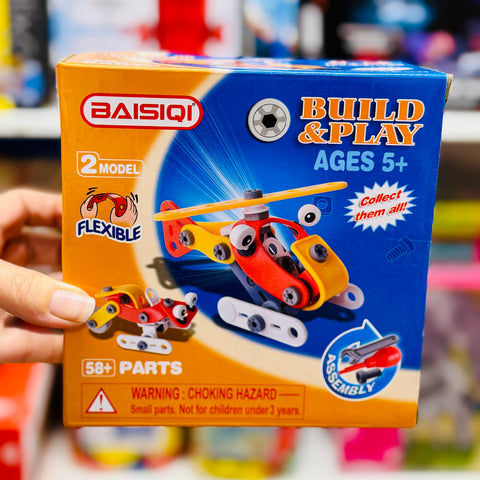 BAISIQI
BUILD
&PLAY
AGES 5+
2 MODEL
Collect
them all!
FLEXIBLE
58+ PARTS
ASSEMBLY
WARNING : CHOKING HAZARD
Small parts. Not for children under 3 years.